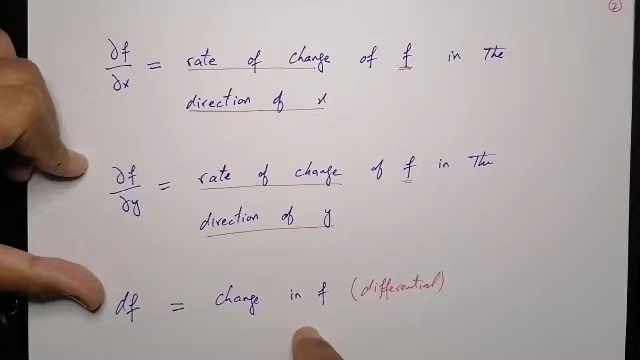 ②
∂f/∂x = rate of change of f in the
direction of x
∂f/∂y = rate of change of f in the
direction of y
df = change in f (differential)